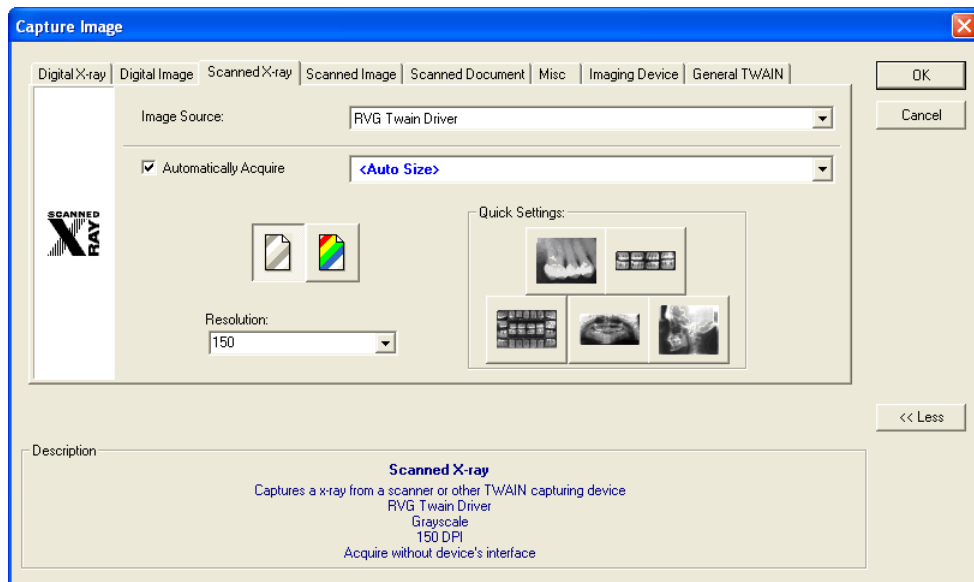 Capture Image
Digital X-ray
Digital Image
Scanned X-ray
Scanned Image
Scanned Document
Misc
Imaging Device
General TWAIN
OK
Cancel
Image Source:
RVG Twain Driver
Automatically Acquire
<Auto Size>
SCANNED
X RAY
Quick Settings:
Resolution:
150
<< Less
Description
Scanned X-ray
Captures a x-ray from a scanner or other TWAIN capturing device
RVG Twain Driver
Grayscale
150 DPI
Acquire without device's interface